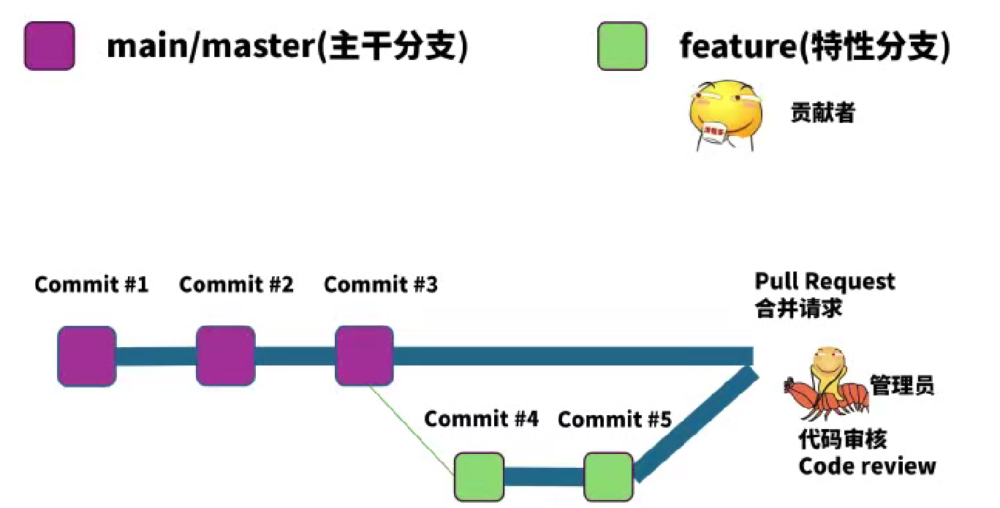 main/master(主干分支)
feature(特性分支)
贡献者
Commit #1
Commit #2
Commit #3
Pull Request
合并请求
管理员
Commit #4
Commit #5
代码审核
Code review